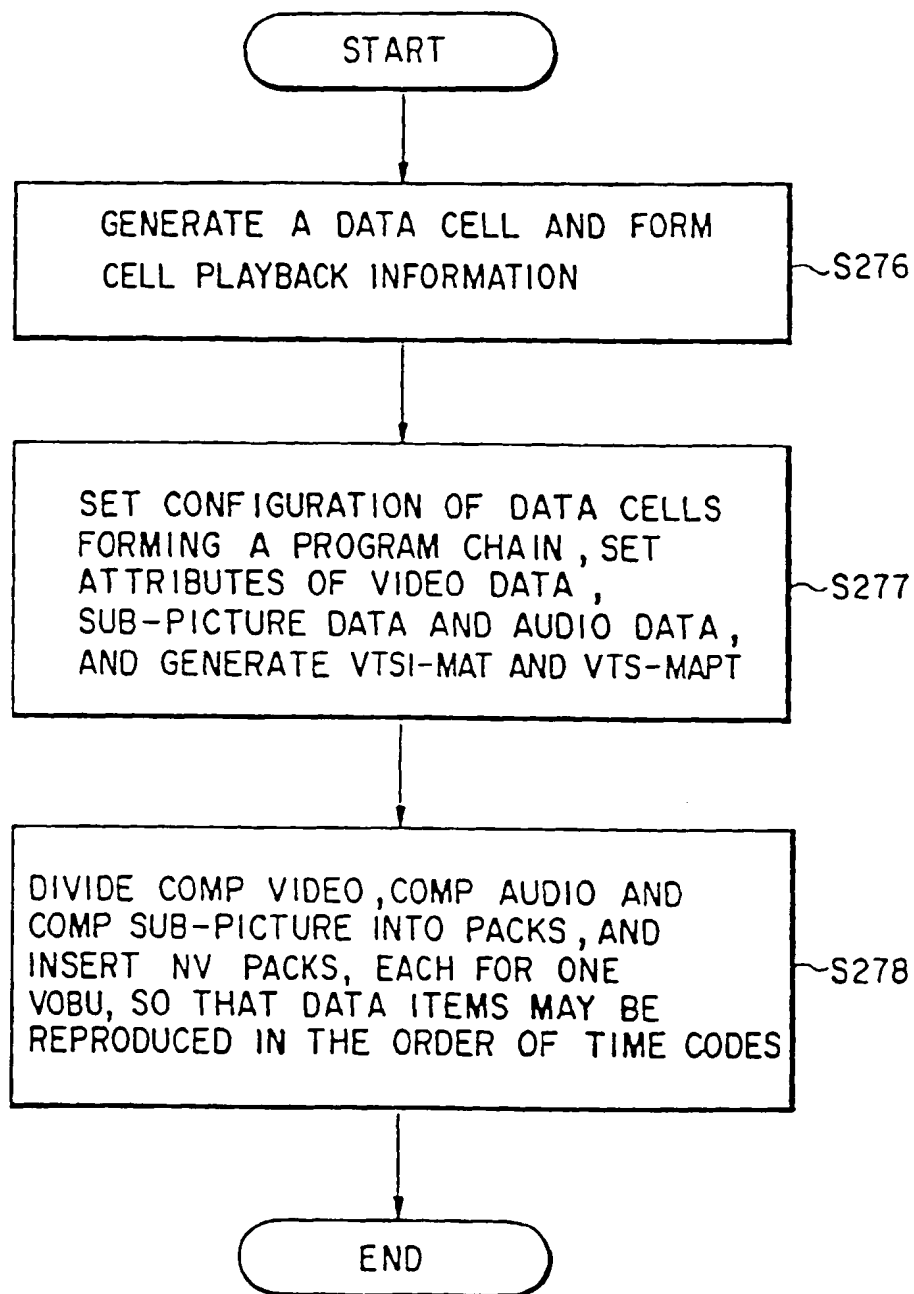 START
GENERATE A DATA CELL AND FORM
CELL PLAYBACK INFORMATION
S276
SET CONFIGURATION OF DATA CELLS
FORMING A PROGRAM CHAIN, SET
ATTRIBUTES OF VIDEO DATA,
SUB-PICTURE DATA AND AUDIO DATA,
AND GENERATE VTSI-MAT AND VTS-MAPT
S277
DIVIDE COMP VIDEO, COMP AUDIO AND
COMP SUB-PICTURE INTO PACKS, AND
INSERT NV PACKS, EACH FOR ONE
VOBU, SO THAT DATA ITEMS MAY BE
REPRODUCED IN THE ORDER OF TIME CODES
S278
END